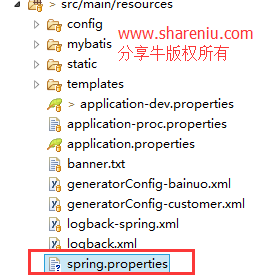 src/main/resources
config
www.shareniu.com
mybatis
分享牛版权所有
static
templates
> application-dev.properties
application-proc.properties
application.properties
banner.txt
generatorConfig-bainuo.xml
generatorConfig-customer.xml
logback-spring.xml
logback.xml
spring.properties